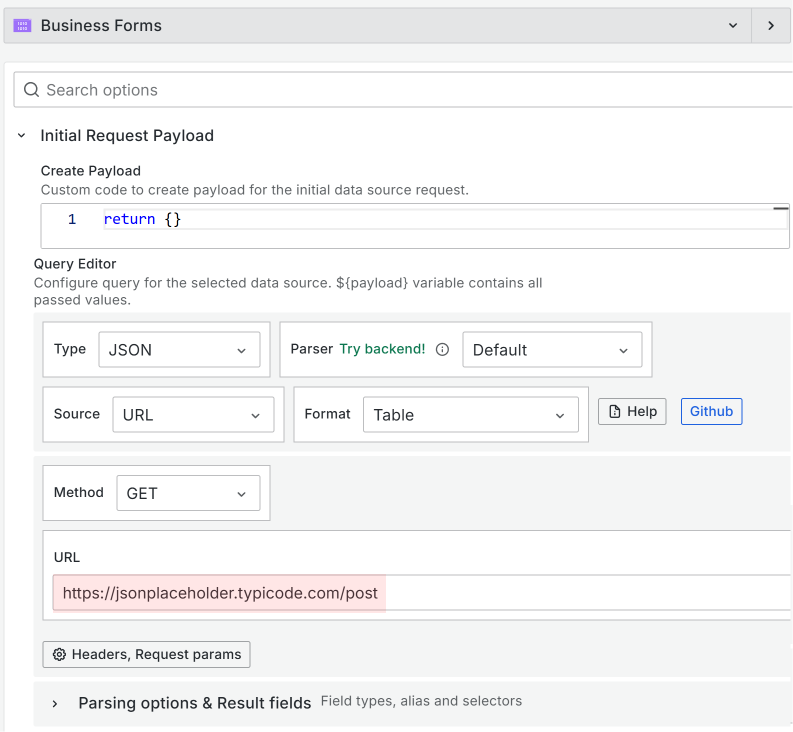 Business Forms
Search options
Initial Request Payload
Create Payload
Custom code to create payload for the initial data source request.
1 return {}
Query Editor
Configure query for the selected data source. ${payload} variable contains all
passed values.
Type JSON Parser Try backend! Default
Source URL Format Table Help Github
Method GET
URL
https://jsonplaceholder.typicode.com/post
Headers, Request params
Parsing options & Result fields Field types, alias and selectors